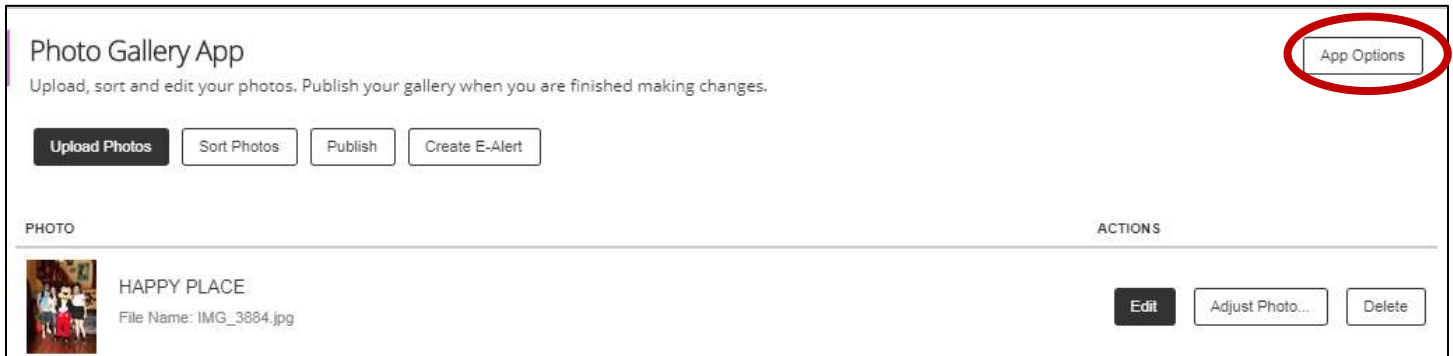 Photo Gallery App
App Options
Upload, sort and edit your photos. Publish your gallery when you are finished making changes.
Upload Photos Sort Photos Publish Create E-Alert
PHOTO ACTIONS
HAPPY PLACE
File Name: IMG_3884.jpg
Edit Adjust Photo... Delete